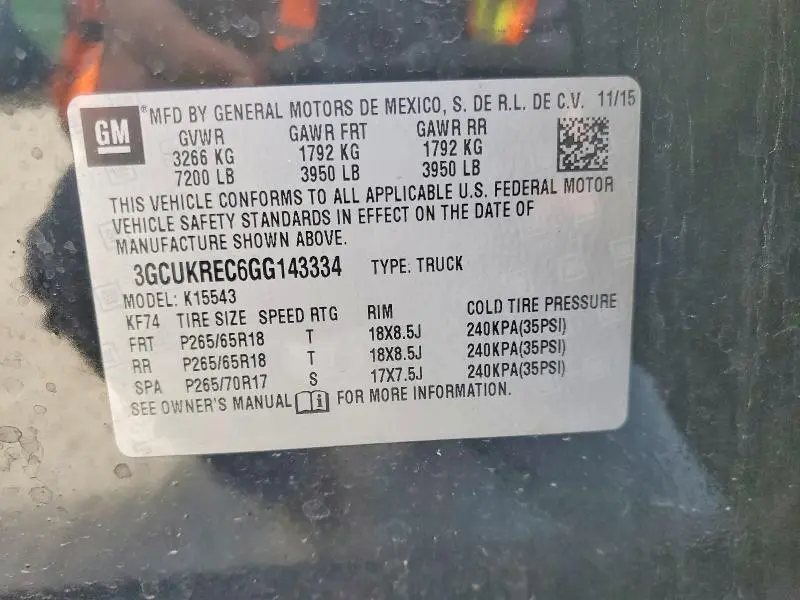 GM ®MFD BY GENERAL MOTORS DE MEXICO, S. DE R.L. DE C.V. 11/15
GVWR GAWR FRT GAWR RR
3266 KG 1792 KG 1792 KG
7200 LB 3950 LB 3950 LB
THIS VEHICLE CONFORMS TO ALL APPLICABLE U.S. FEDERAL MOTOR
VEHICLE SAFETY STANDARDS IN EFFECT ON THE DATE OF
MANUFACTURE SHOWN ABOVE.
3GCUKREC6GG143334 TYPE: TRUCK
MODEL: K15543
KF74 TIRE SIZE SPEED RTG RIM COLD TIRE PRESSURE
FRT P265/65R18 T 18X8.5J 240KPA(35PSI)
RR P265/65R18 T 18X8.5J 240KPA(35PSI)
SPA P265/70R17 S 17X7.5J 240KPA(35PSI)
SEE OWNER'S MANUAL i FOR MORE INFORMATION.